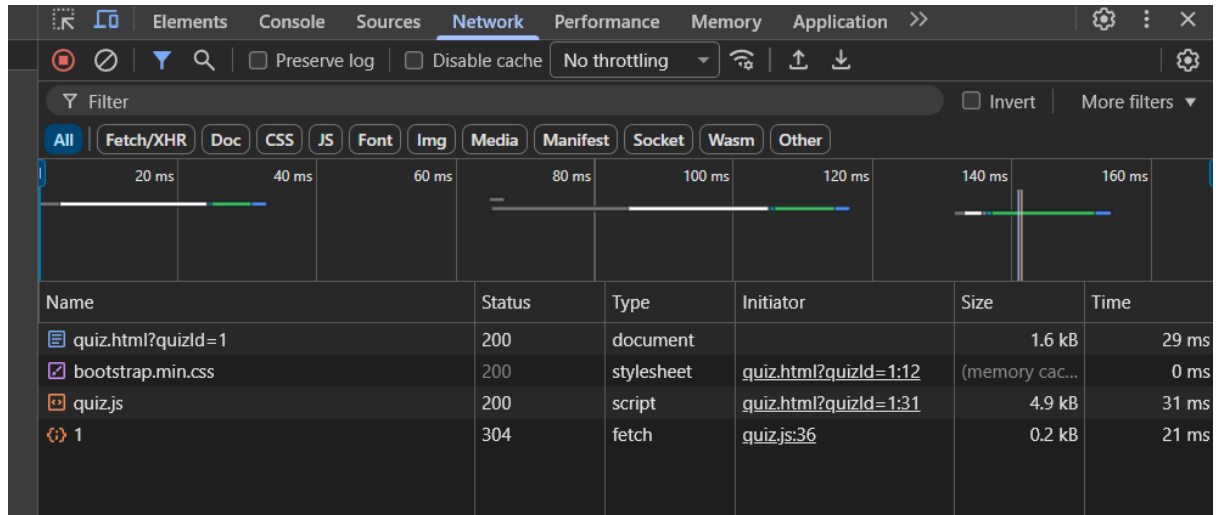 Elements Console Sources Network Performance Memory Application
Preserve log Disable cache No throttling
Filter Invert More filters
All Fetch/XHR Doc CSS JS Font Img Media Manifest Socket Wasm Other
20 ms 40 ms 60 ms 80 ms 100 ms 120 ms 140 ms 160 ms
Name Status Type Initiator Size Time
quiz.html?quizId=1 200 document 1.6 kB 29 ms
bootstrap.min.css 200 stylesheet quiz.html?quizId=1:12 (memory cac... 0 ms
quiz.js 200 script quiz.html?quizId=1:31 4.9 kB 31 ms
1 304 fetch quiz.js:36 0.2 kB 21 ms